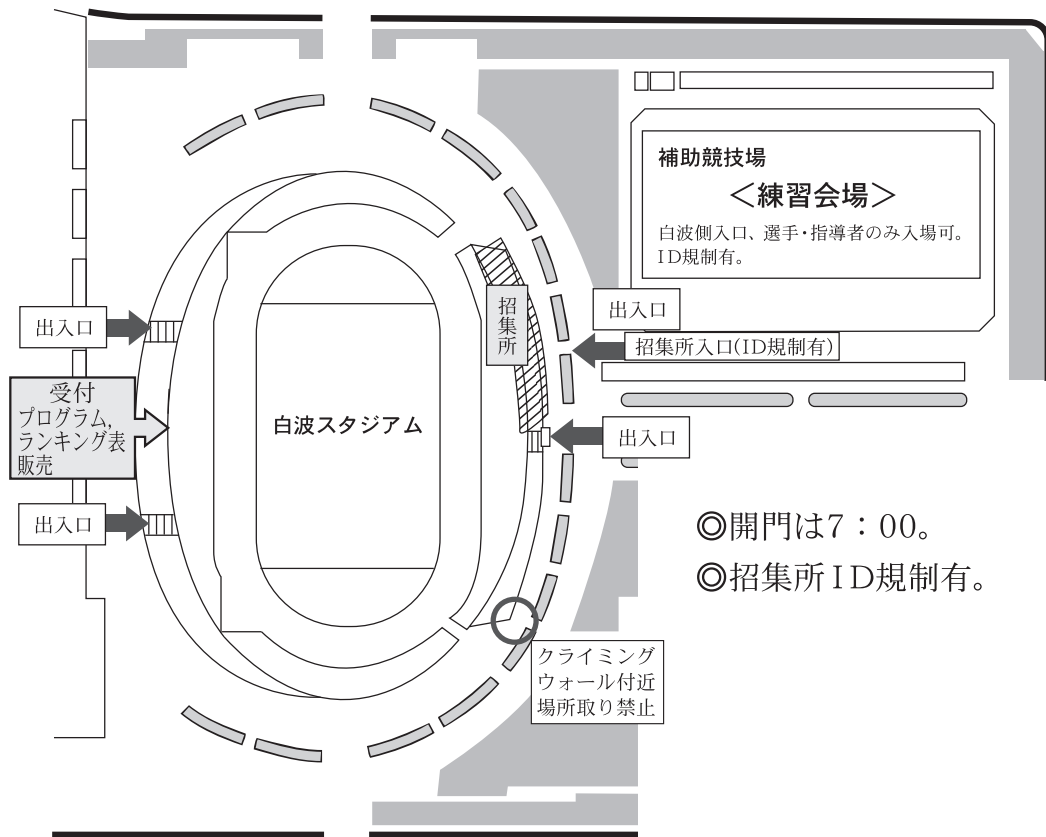 補助競技場
＜練習会場＞
白波側入口、選手・指導者のみ入場可。
ID規制有。
出入口
招集所
出入口
招集所入口(ID規制有)
受付
プログラム,
ランキング表
販売
白波スタジアム
出入口
出入口
◎開門は7：00。
◎招集所ID規制有。
クライミング
ウォール付近
場所取り禁止